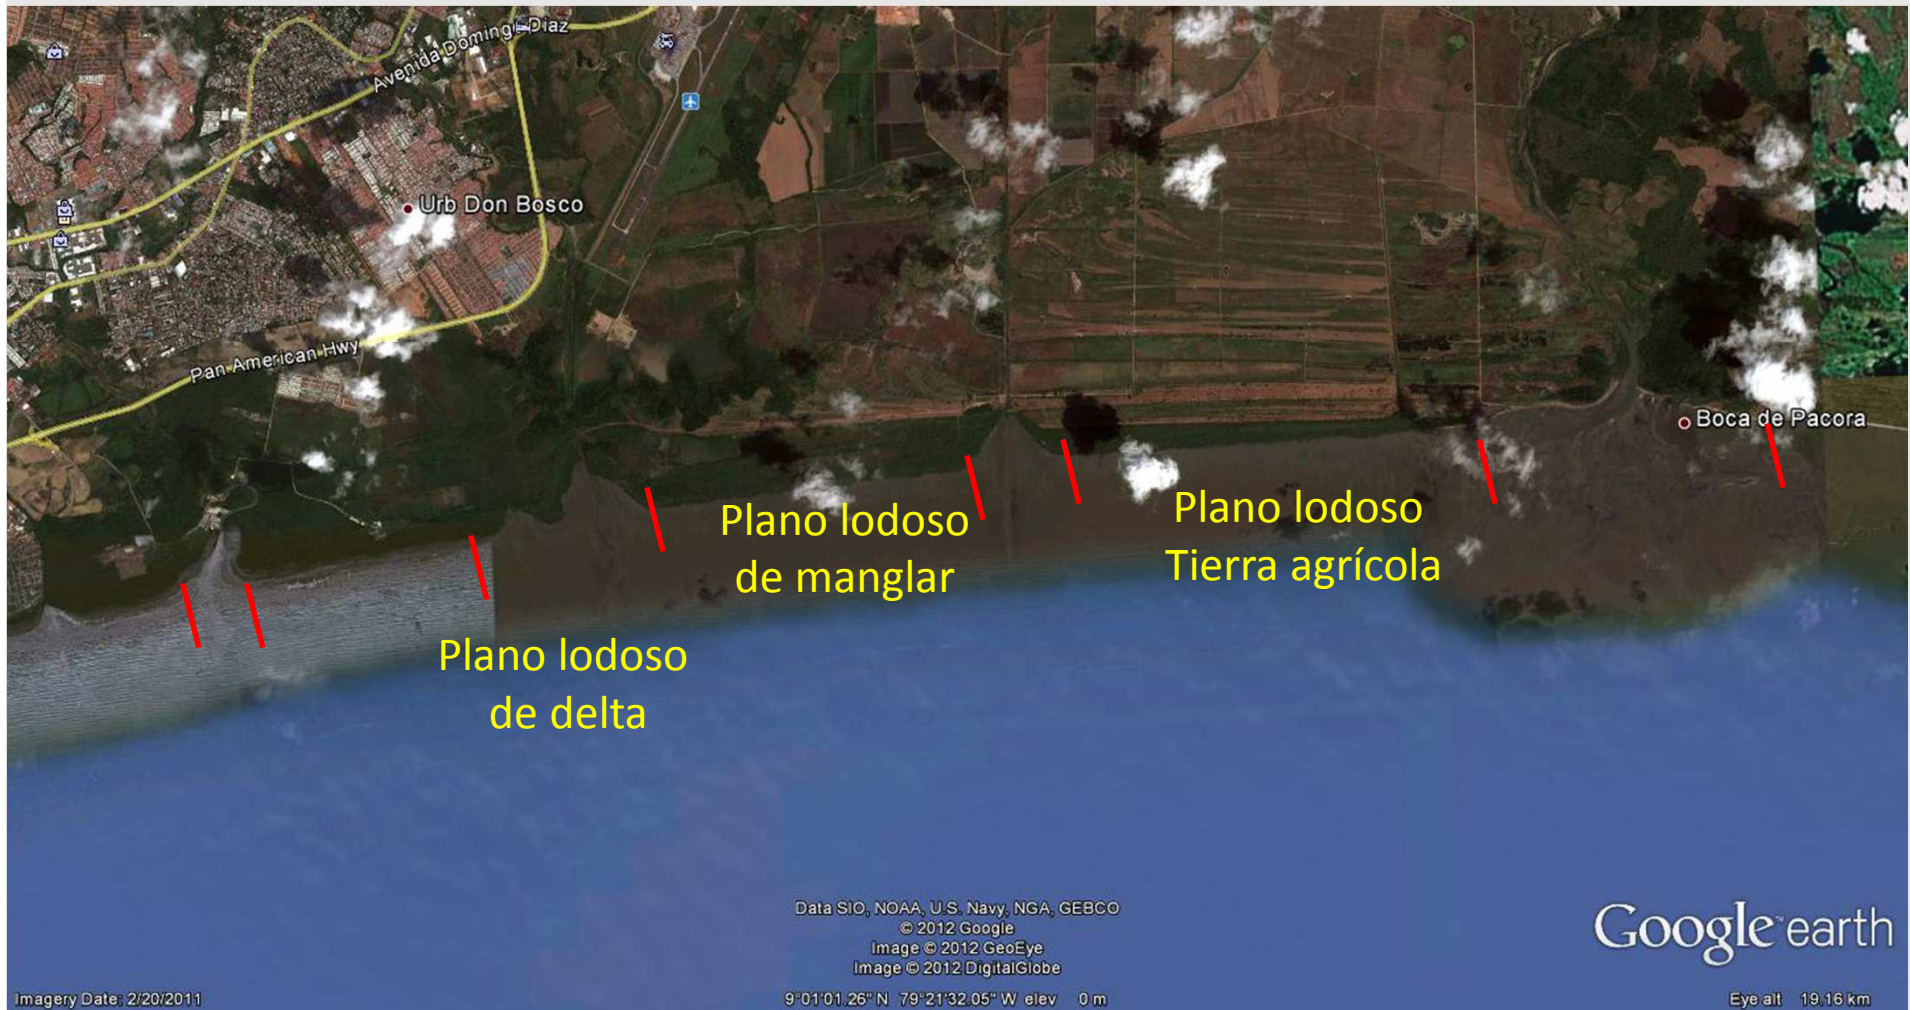 Avenida Domingo Diaz
Urb Don Bosco
Pan American Hwy
Boca de Pacora
Plano lodoso
de manglar
Plano lodoso
Tierra agrícola
Plano lodoso
de delta
Data SIO, NOAA, U.S. Navy, NGA, GEBCO
© 2012 Google
Image © 2012 GeoEye
Image © 2012 DigitalGlobe
Google earth
Imagery Date: 2/20/2011
9°01'01.26" N 79°21'32.05" W elev 0 m
Eye alt 19.16 km